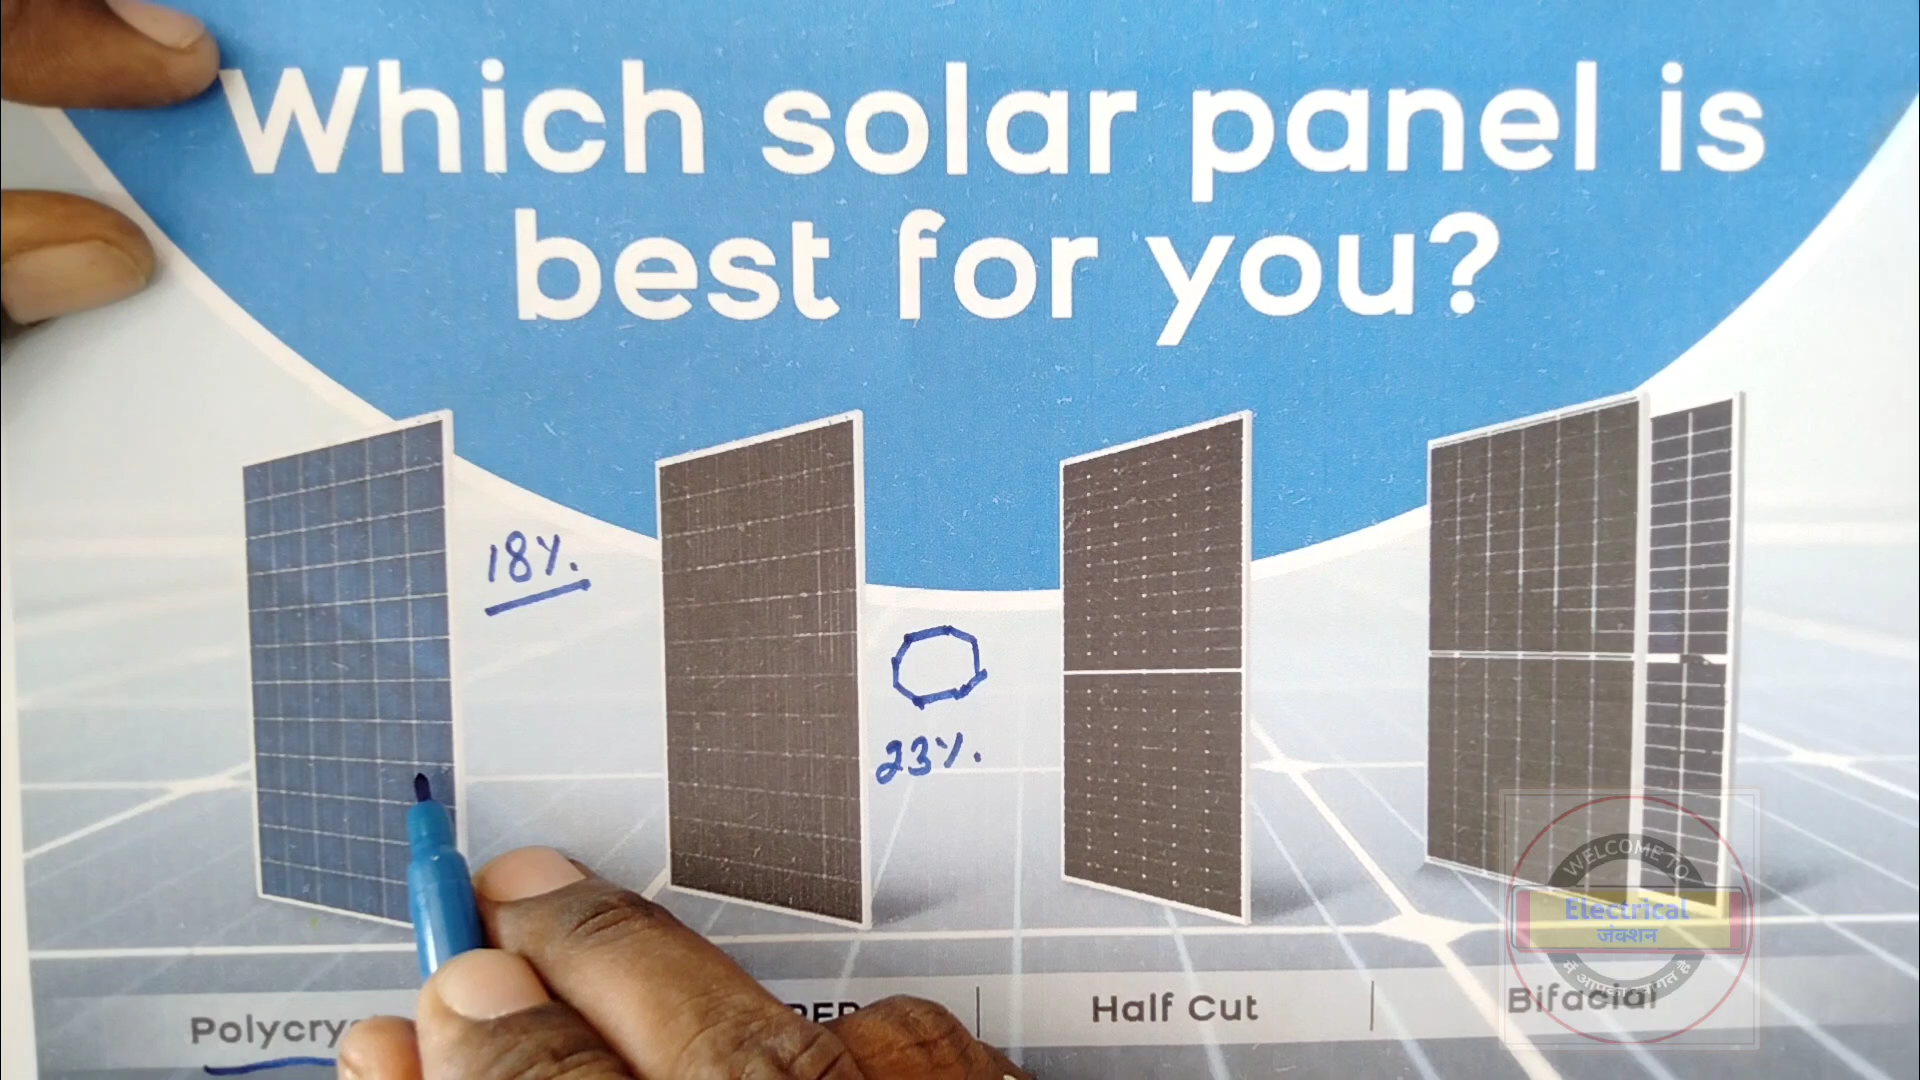 Which solar panel is
best for you?
18%.
23%.
Half Cut
Bifacial
WELCOME TO
Electrical
जंक्शन